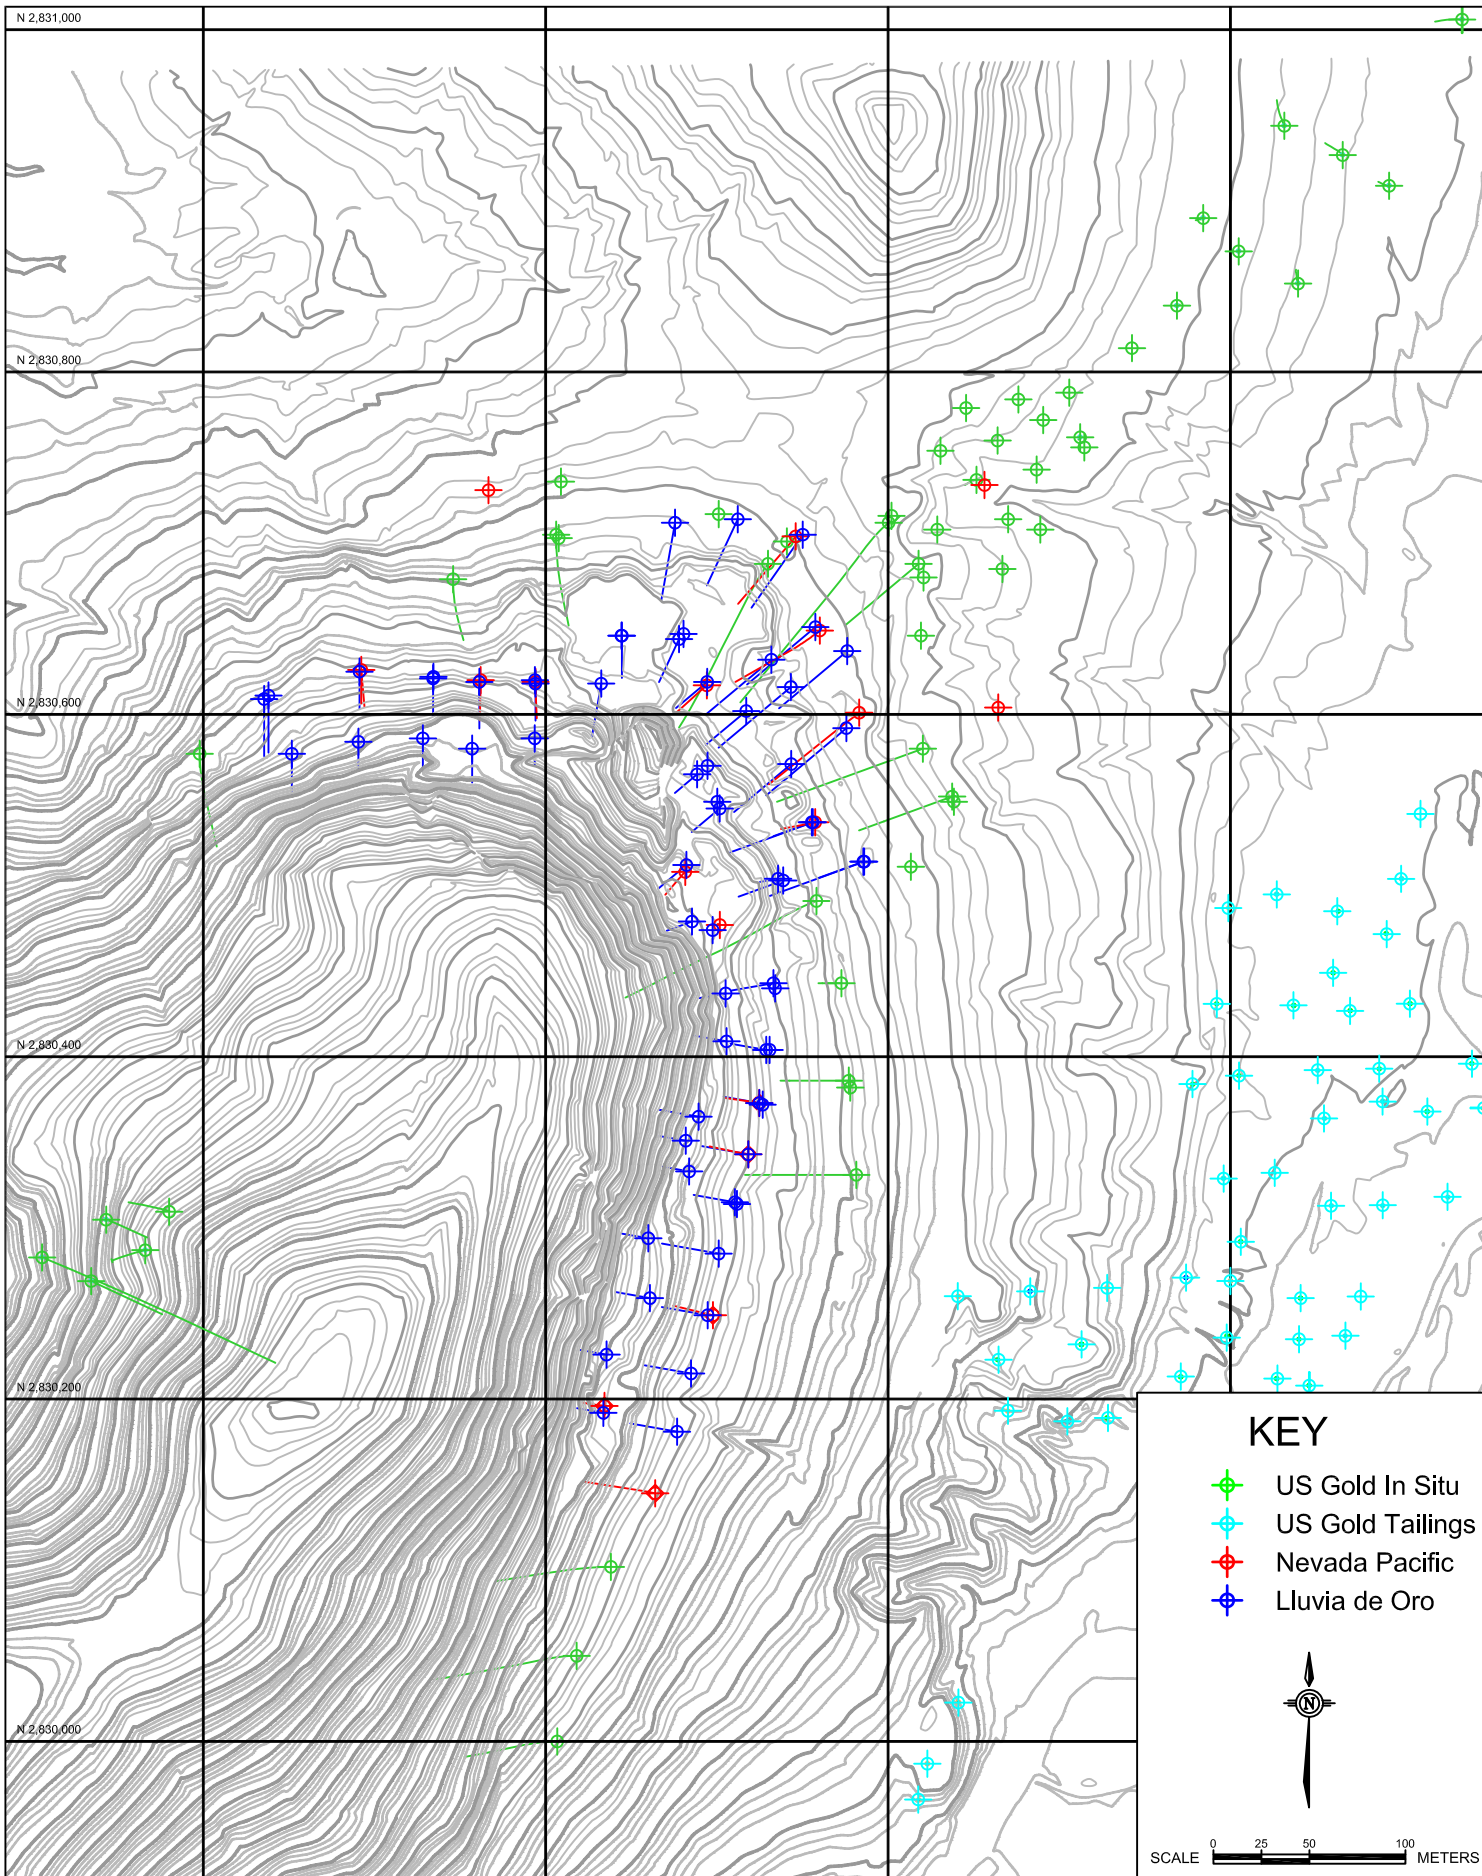 N 2,831,000
N 2,830,800
N 2,830,600
N 2,830,400
N 2,830,200
N 2,830,000
KEY
US Gold In Situ
US Gold Tailings
Nevada Pacific
Lluvia de Oro
N
0 25 50 100
SCALE METERS